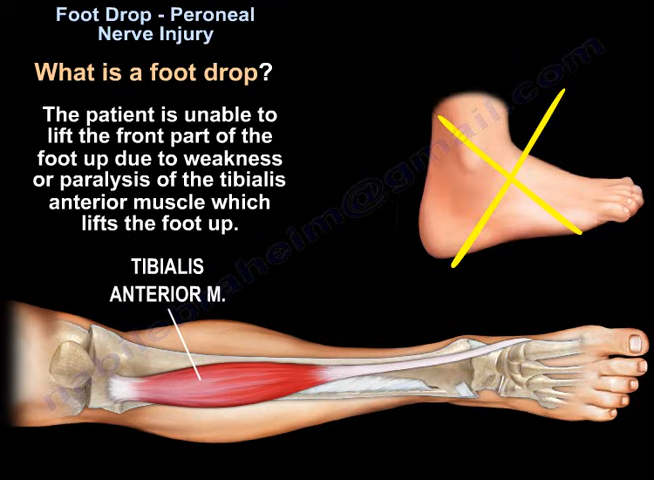 Foot Drop - Peroneal
Nerve Injury
What is a foot drop?
The patient is unable to
lift the front part of the
foot up due to weakness
or paralysis of the tibialis
anterior muscle which
lifts the foot up.
TIBIALIS
ANTERIOR M.